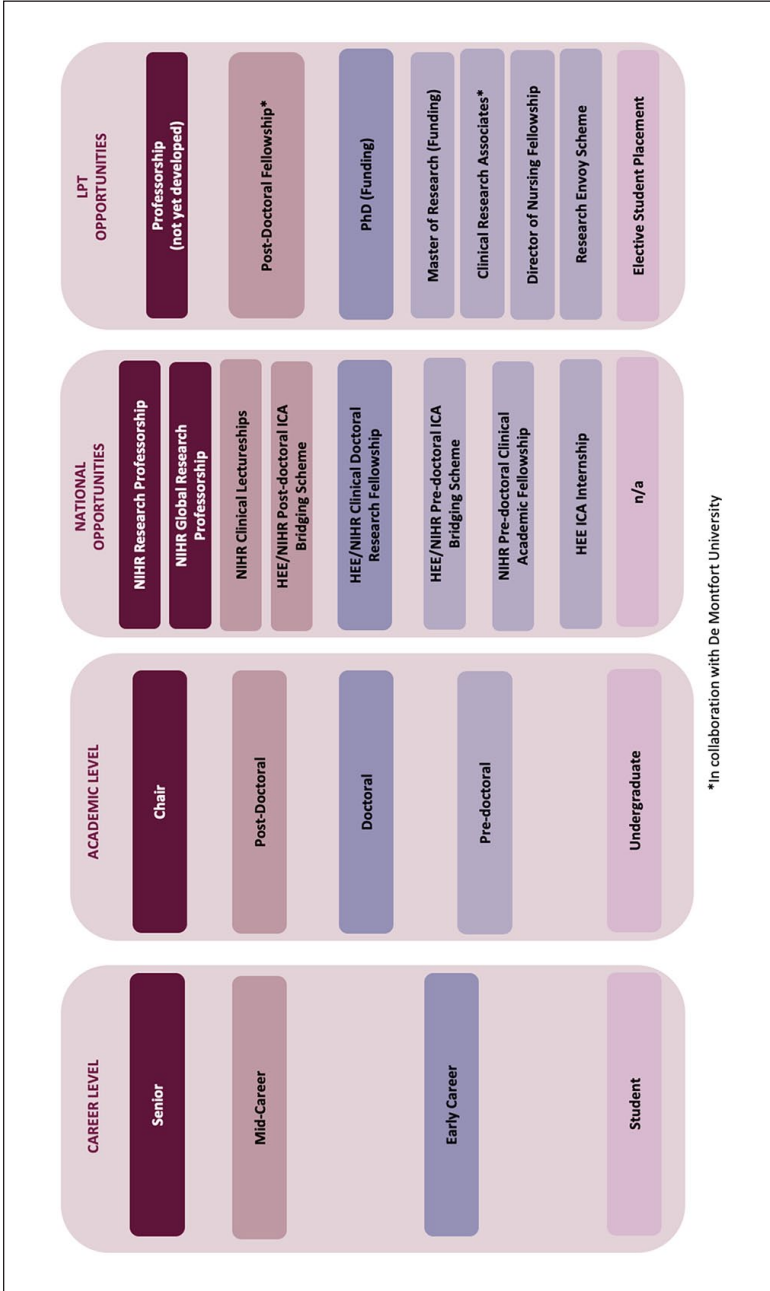 CAREER LEVEL
Senior
Mid-Career
Early Career
Student
ACADEMIC LEVEL
Chair
Post-Doctoral
Doctoral
Pre-doctoral
Undergraduate
NATIONAL
OPPORTUNITIES
NIHR Research Professorship
NIHR Global Research
Professorship
NIHR Clinical Lectureships
HEE/NIHR Post-doctoral ICA
Bridging Scheme
HEE/NIHR Clinical Doctoral
Research Fellowship
HEE/NIHR Pre-doctoral ICA
Bridging Scheme
NIHR Pre-doctoral Clinical
Academic Fellowship
HEE ICA Internship
n/a
LPT
OPPORTUNITIES
Professorship
(not yet developed)
Post-Doctoral Fellowship*
PhD (Funding)
Master of Research (Funding)
Clinical Research Associates*
Director of Nursing Fellowship
Research Envoy Scheme
Elective Student Placement
*In collaboration with De Montfort University